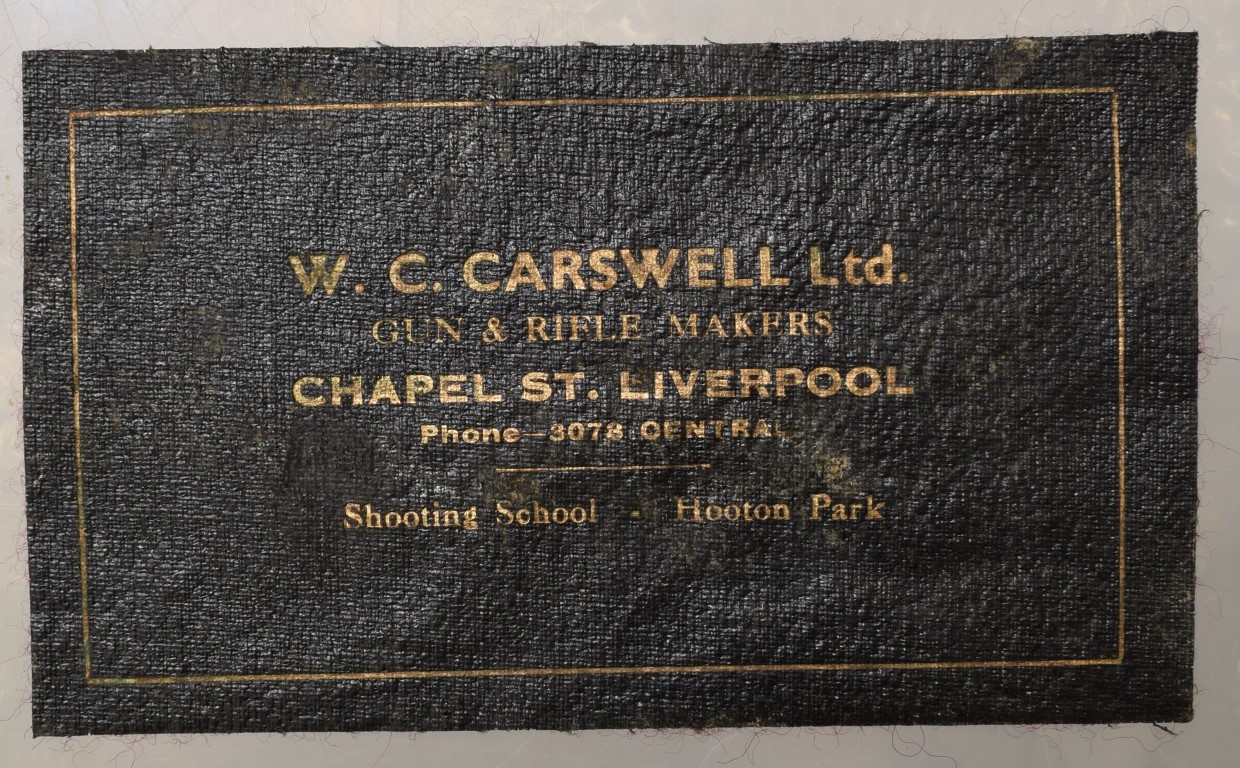 W. C. CARSWELL Ltd.
GUN & RIFLE MAKERS
CHAPEL ST. LIVERPOOL
Phone—3078 CENTRAL
Shooting School - Hooton Park